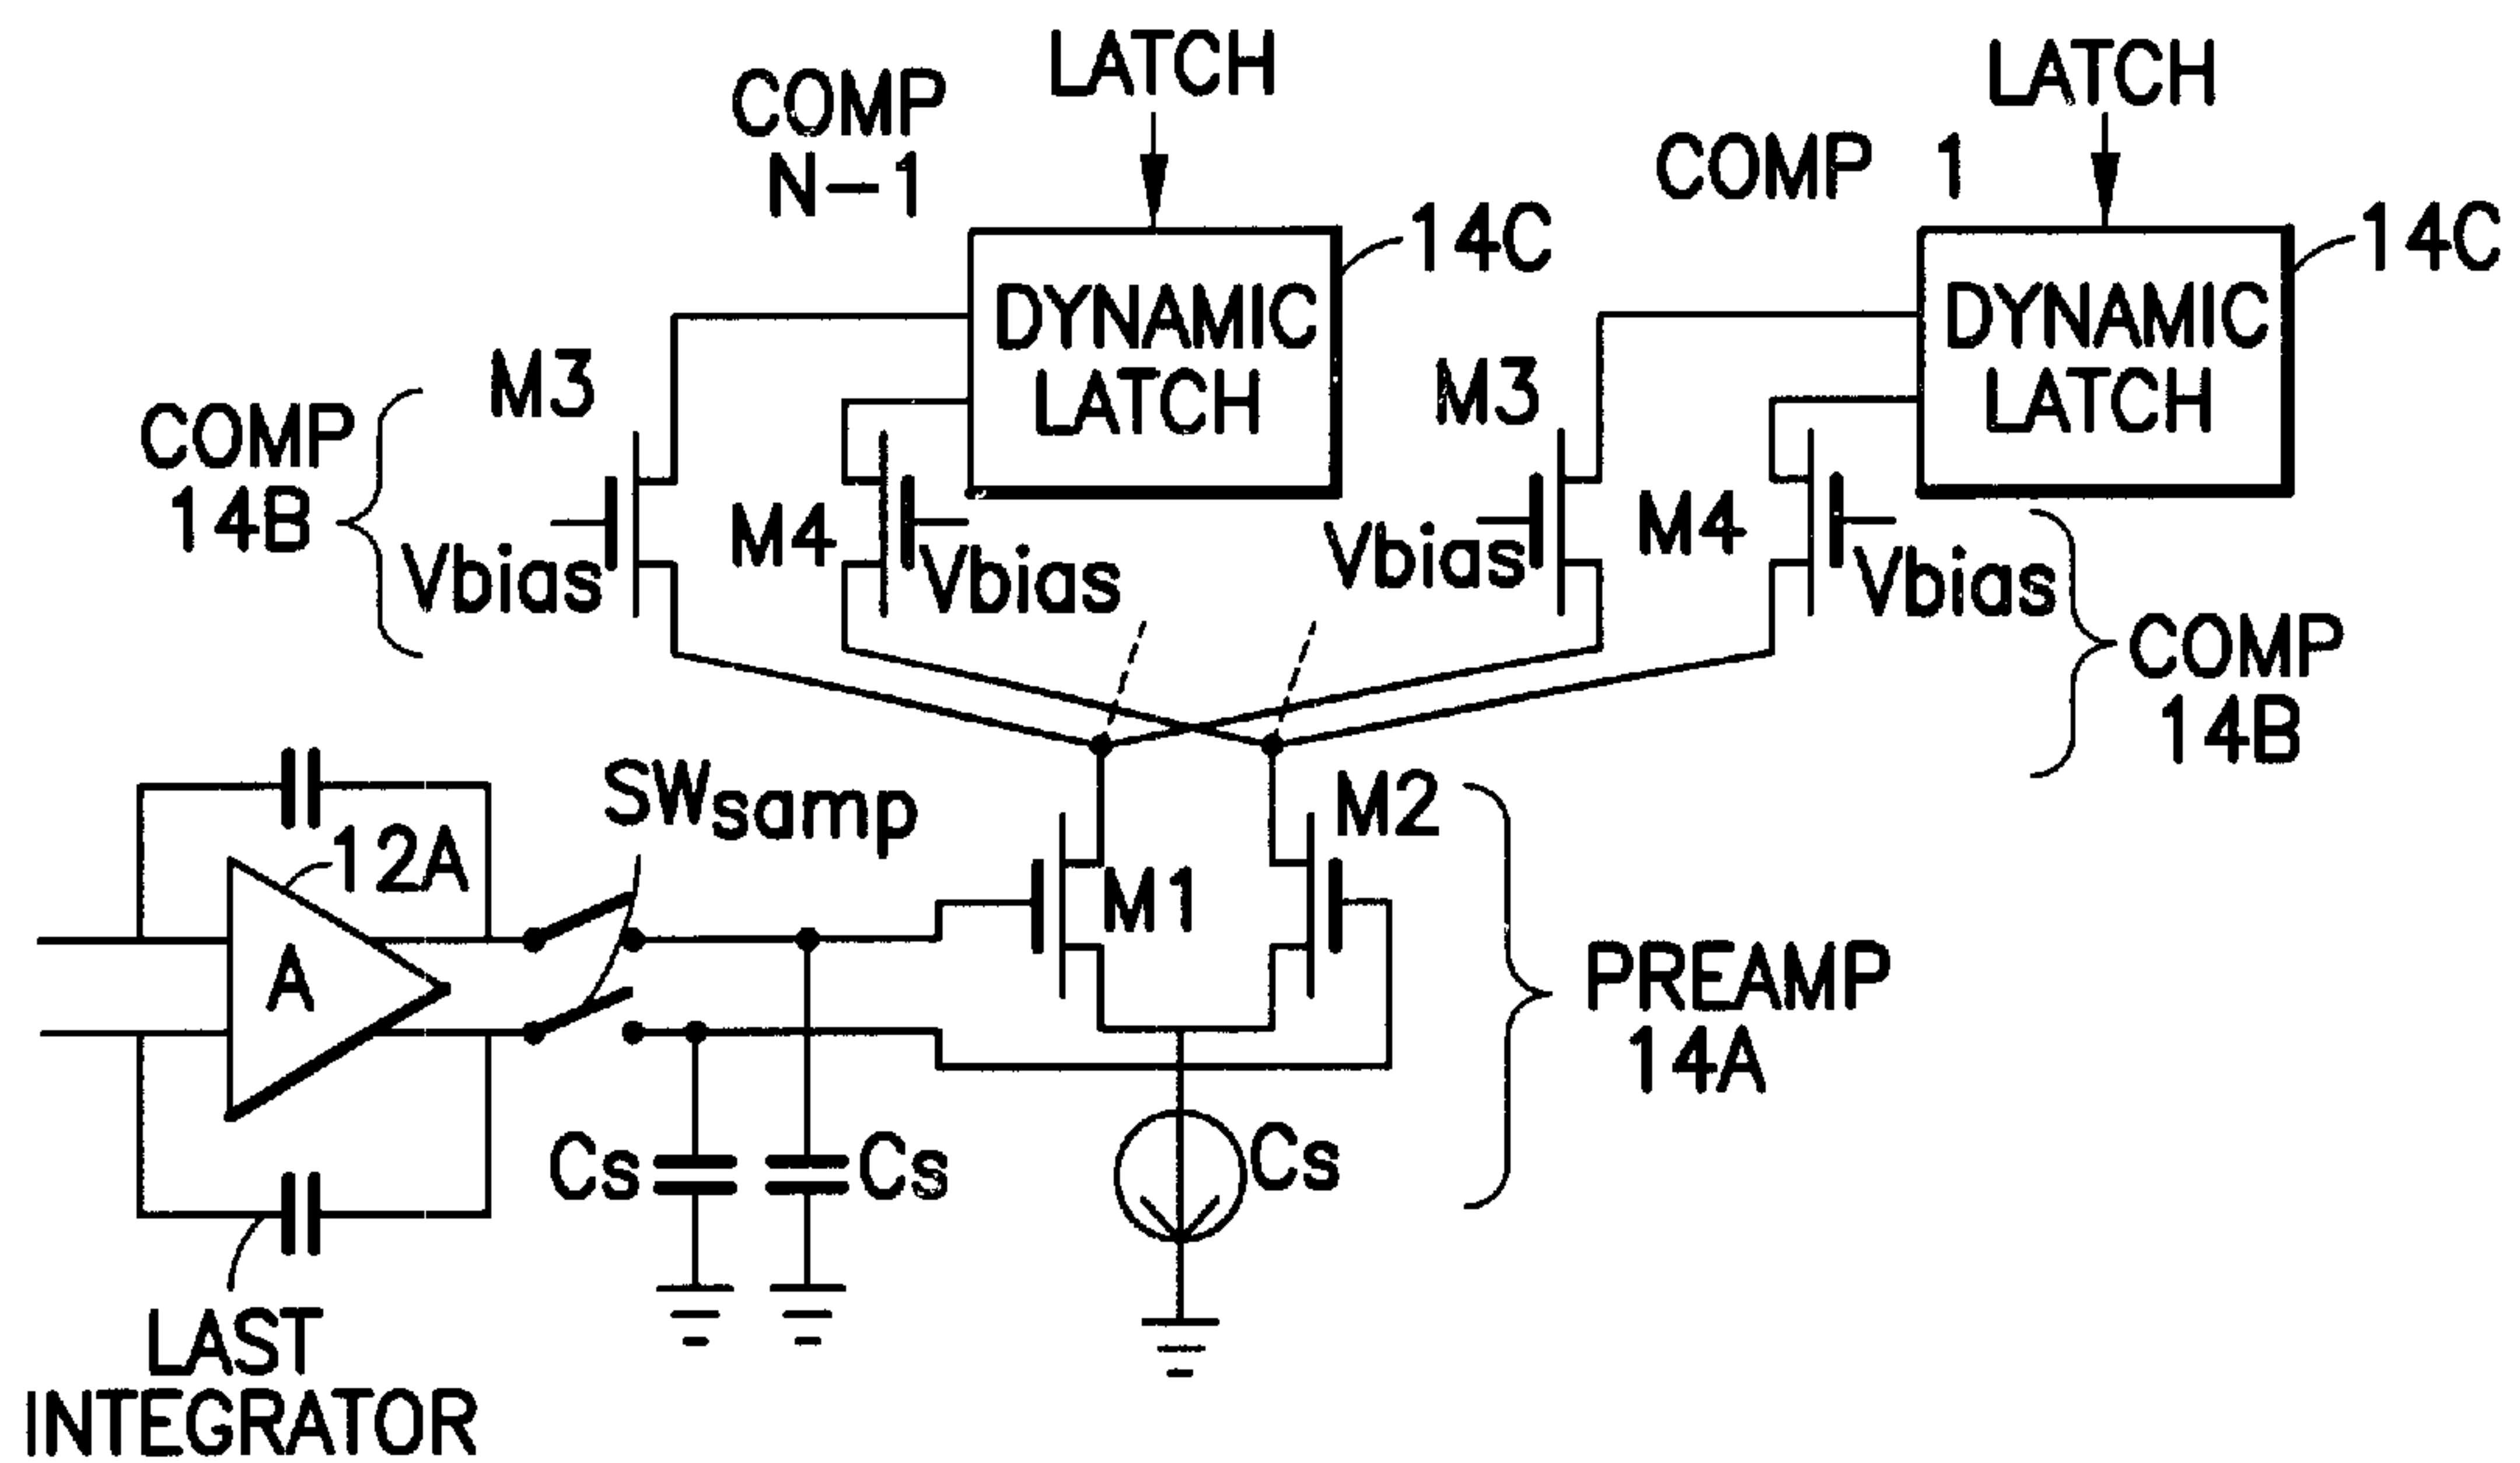 LATCH
LATCH
COMP
N-1
COMP 1
14C
14C
DYNAMIC
LATCH
DYNAMIC
LATCH
M3
M3
COMP
14B
M4
M4
Vbias
Vbias
Vbias
Vbias
COMP
14B
SWsamp
M2
12A
M1
A
PREAMP
14A
Cs
Cs
Cs
LAST
INTEGRATOR